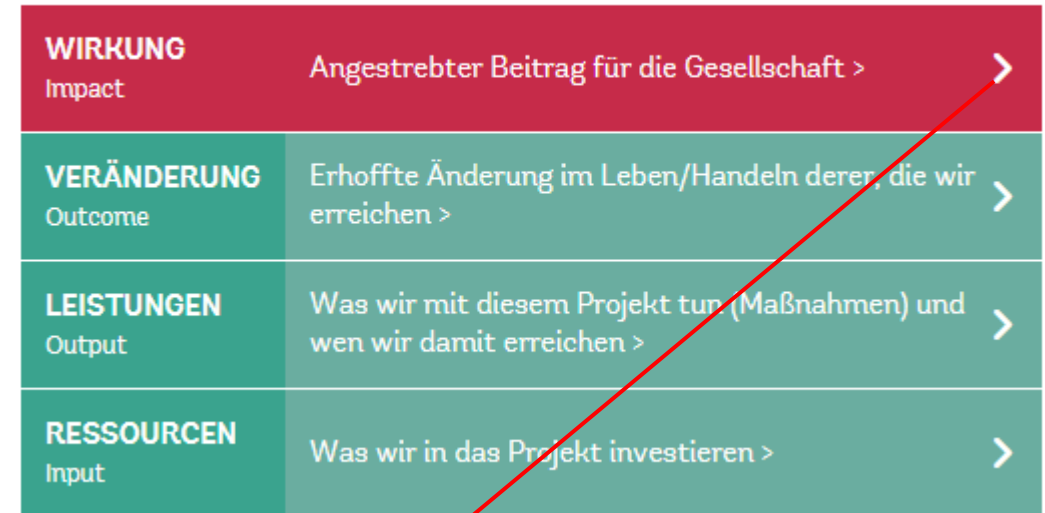 WIRKUNG
Impact
Angestrebter Beitrag für die Gesellschaft >
VERÄNDERUNG
Outcome
Erhoffte Änderung im Leben/Handeln derer, die wir
erreichen >
LEISTUNGEN
Output
Was wir mit diesem Projekt tun (Maßnahmen) und
wen wir damit erreichen >
RESSOURCEN
Input
Was wir in das Projekt investieren >